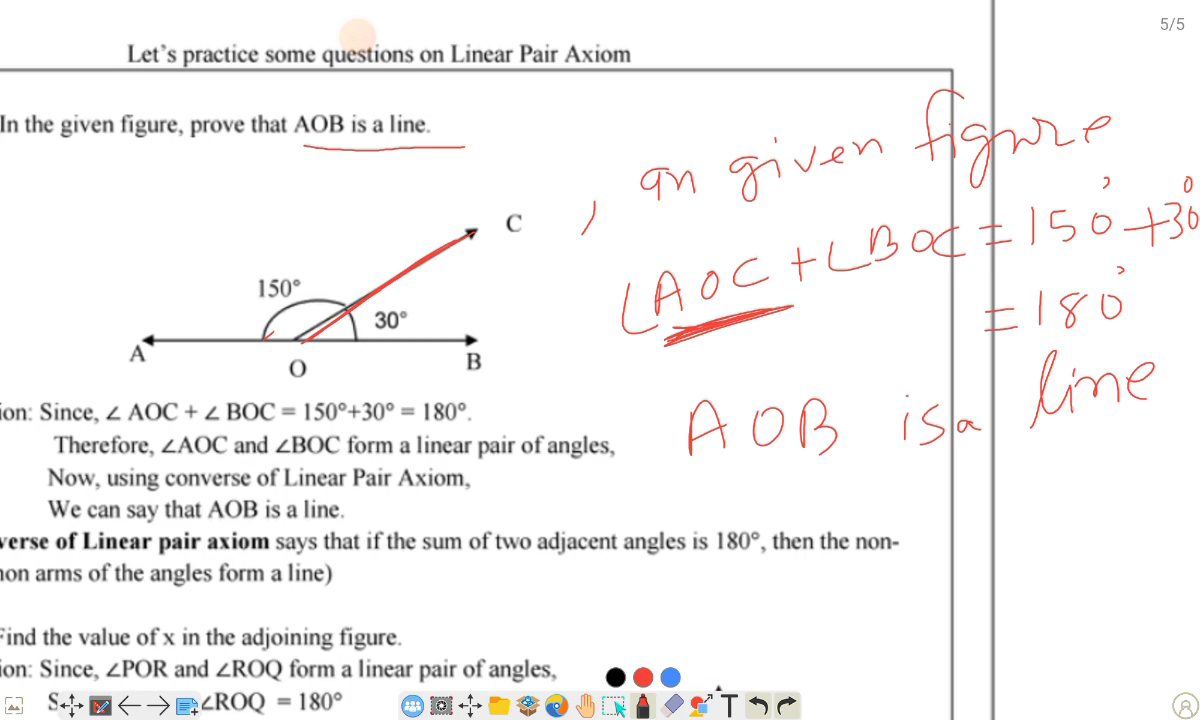 5/5
Let's practice some questions on Linear Pair Axiom
In the given figure, prove that AOB is a line.
, In given figure
∠AOC + ∠BOC = 150° + 30°
= 180°
AOB is a line
C
150°
30°
A
O
B
ion: Since, ∠ AOC + ∠ BOC = 150°+30° = 180°.
Therefore, ∠AOC and ∠BOC form a linear pair of angles,
Now, using converse of Linear Pair Axiom,
We can say that AOB is a line.
verse of Linear pair axiom says that if the sum of two adjacent angles is 180°, then the non-
non arms of the angles form a line)
Find the value of x in the adjoining figure.
ion: Since, ∠POR and ∠ROQ form a linear pair of angles,
∠ROQ = 180°
T